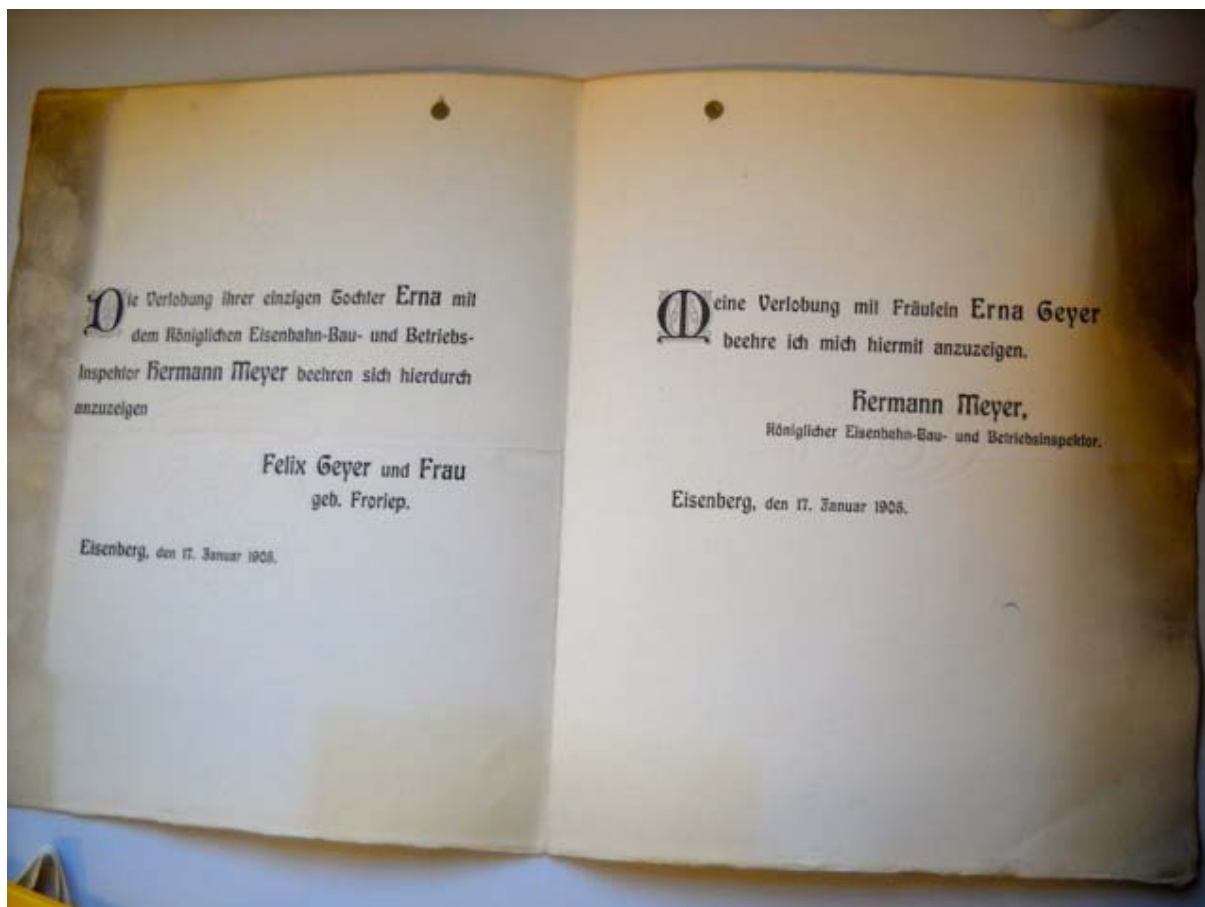 Die Verlobung ihrer einzigen Tochter Erna mit
dem Königlichen Eisenbahn-Bau- und Betriebs-
Inspektor Hermann Meyer beehren sich hierdurch
anzuzeigen
Felix Geyer und Frau
geb. Froriep.
Eisenberg, den 17. Januar
Meine Verlobung mit Fräulein Erna Geyer
beehre ich mich hiermit anzuzeigen.
Hermann Meyer,
Königlicher Eisenbahn-Bau- und Betriebsinspektor.
Eisenberg, den 17. Januar